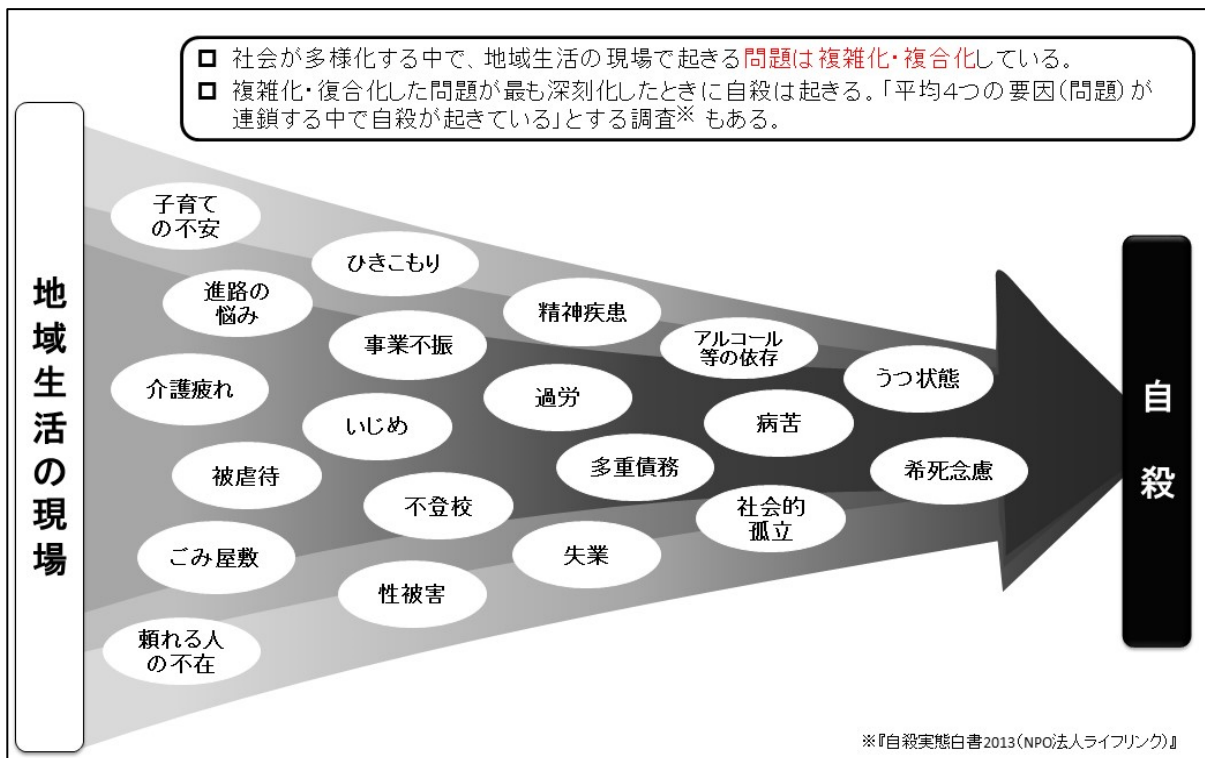 □ 社会が多様化する中で、地域生活の現場で起きる問題は複雑化・複合化している。
□ 複雑化・復合化した問題が最も深刻化したときに自殺は起きる。「平均4つの要因(問題)が
連鎖する中で自殺が起きている」とする調査※ もある。
地域生活の現場
子育て
の不安
進路の
悩み
介護疲れ
被虐待
ごみ屋敷
頼れる人
の不在
ひきこもり
事業不振
いじめ
不登校
性被害
精神疾患
過労
多重債務
失業
アルコール
等の依存
病苦
社会的
孤立
うつ状態
希死念慮
自殺
※『自殺実態白書2013(NPO法人ライフリンク)』